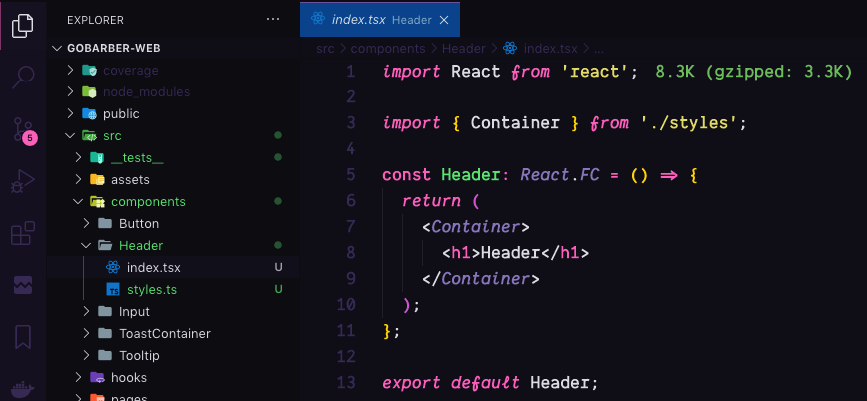 EXPLORER
...
GOBARBER-WEB
coverage
node_modules
public
src
__tests__
assets
components
Button
Header
index.tsx U
styles.ts U
Input
ToastContainer
Tooltip
hooks
pages
5
index.tsx Header
src > components > Header > index.tsx > ...
1 import React from 'react'; 8.3K (gzipped: 3.3K)
2
3 import { Container } from './styles';
4
5 const Header: React.FC = () => {
6 return (
7 <Container>
8 <h1>Header</h1>
9 </Container>
10 );
11 };
12
13 export default Header;